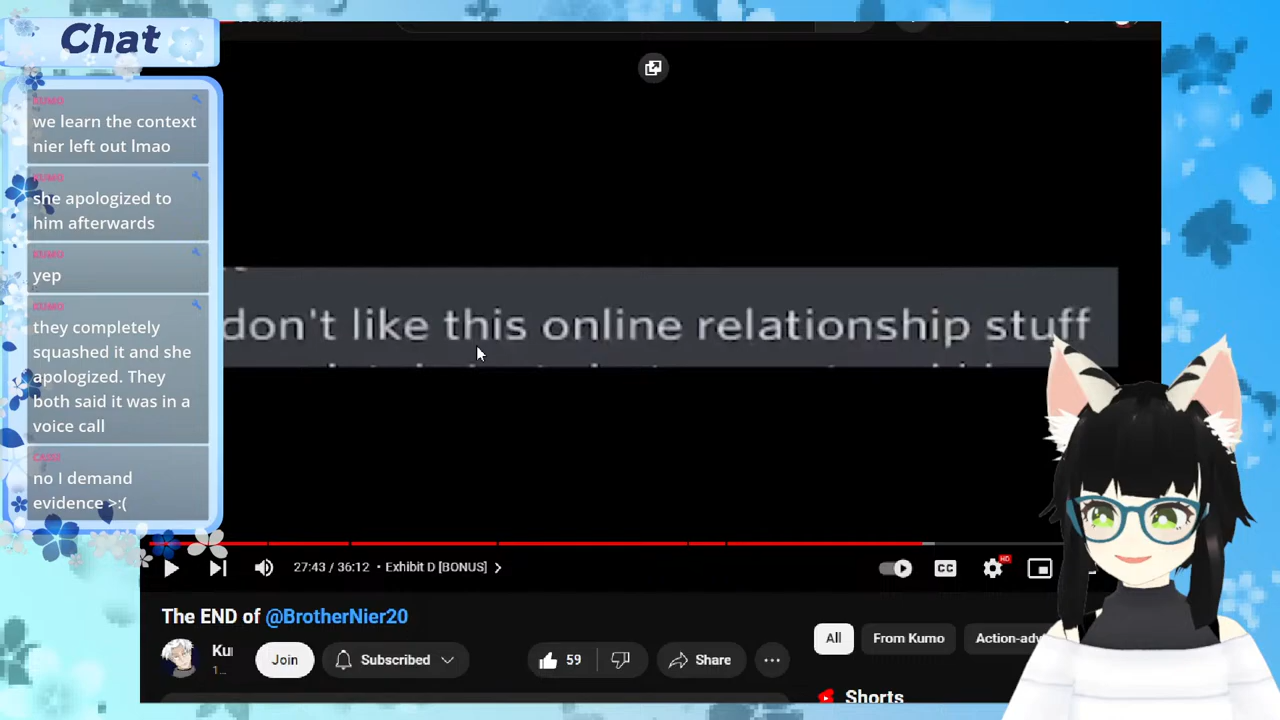 Chat
we learn the context
nier left out lmao
she apologized to
him afterwards
yep
they completely
squashed it and she
apologized. They
both said it was in a
voice call
no I demand
evidence >:(
don't like this online relationship stuff
27:43 / 36:12 • Exhibit D [BONUS]
CC
HD
The END of @BrotherNier20
Join
Subscribed
59
Share
All
From Kumo
Shorts